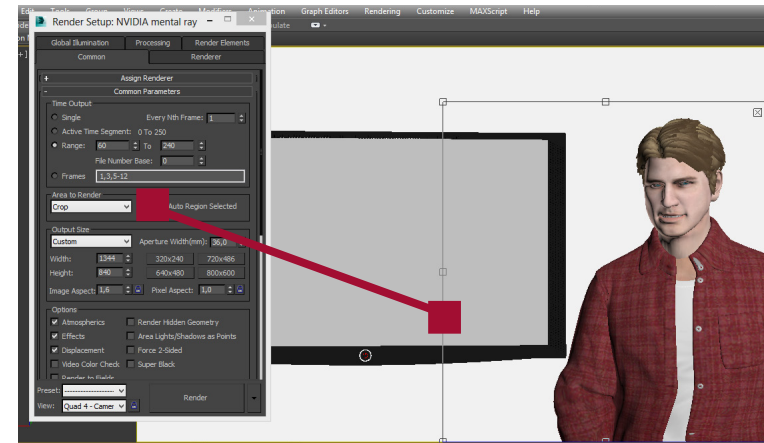 Edit Tools Group Views Create Modifiers Animation Graph Editors Rendering Customize MAXScript Help
Render Setup: NVIDIA mental ray
Global Illumination Processing Render Elements
Common Renderer
+ Assign Renderer
- Common Parameters
Time Output
Single Every Nth Frame: 1
Active Time Segment: 0 To 250
Range: 60 To 240
File Number Base: 0
Frames 1,3,5-12
Area to Render
Crop Auto Region Selected
Output Size
Custom Aperture Width(mm): 36,0
Width: 1344 320x240 720x486
Height: 840 640x480 800x600
Image Aspect: 1,6 Pixel Aspect: 1,0
Options
Atmospherics Render Hidden Geometry
Effects Area Lights/Shadows as Points
Displacement Force 2-Sided
Video Color Check Super Black
Render to Fields
Preset: Render
View: Quad 4 - Camer